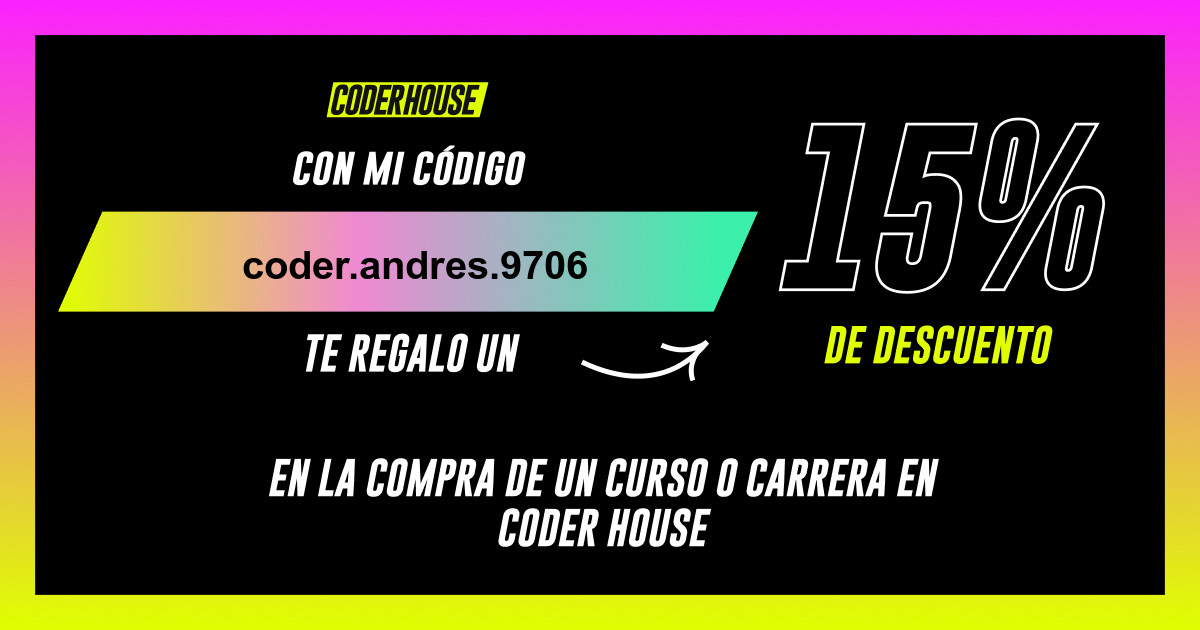 CODERHOUSE
CON MI CÓDIGO
coder.andres.9706
TE REGALO UN
15%
DE DESCUENTO
EN LA COMPRA DE UN CURSO O CARRERA EN
CODER HOUSE